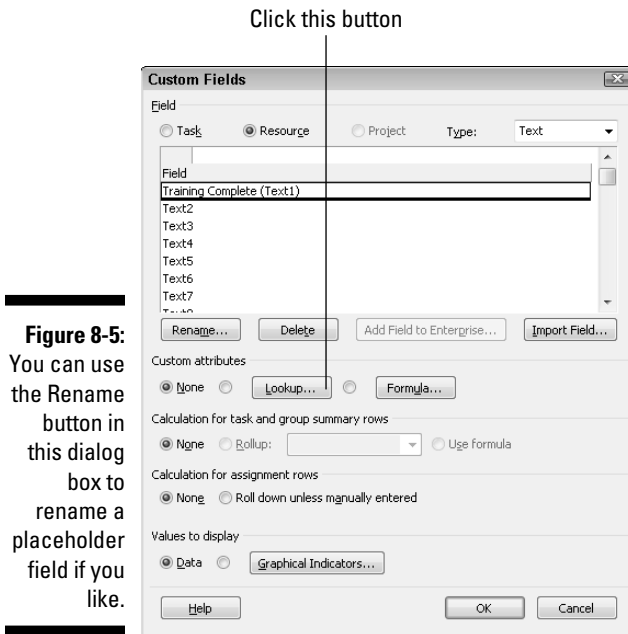 Click this button
Custom Fields
Field
Task Resource Project Type: Text
Field
Training Complete (Text1)
Text2
Text3
Text4
Text5
Text6
Text7
Rename... Delete Add Field to Enterprise... Import Field...
Custom attributes
None Lookup... Formula...
Calculation for task and group summary rows
None Rollup: Use formula
Calculation for assignment rows
None Roll down unless manually entered
Values to display
Data Graphical Indicators...
Help OK Cancel
Figure 8-5:
You can use
the Rename
button in
this dialog
box to
rename a
placeholder
field if you
like.